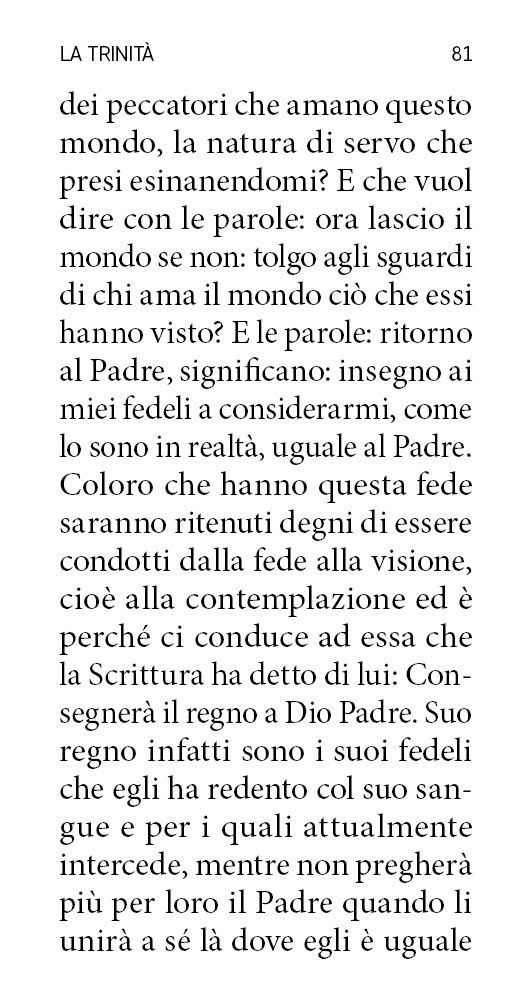 LA TRINITÀ 81
dei peccatori che amano questo
mondo, la natura di servo che
presi esinanendomi? E che vuol
dire con le parole: ora lascio il
mondo se non: tolgo agli sguardi
di chi ama il mondo ciò che essi
hanno visto? E le parole: ritorno
al Padre, significano: insegno ai
miei fedeli a considerarmi, come
lo sono in realtà, uguale al Padre.
Coloro che hanno questa fede
saranno ritenuti degni di essere
condotti dalla fede alla visione,
cioè alla contemplazione ed è
perché ci conduce ad essa che
la Scrittura ha detto di lui: Con-
segnerà il regno a Dio Padre. Suo
regno infatti sono i suoi fedeli
che egli ha redento col suo san-
gue e per i quali attualmente
intercede, mentre non pregherà
più per loro il Padre quando li
unirà a sé là dove egli è uguale